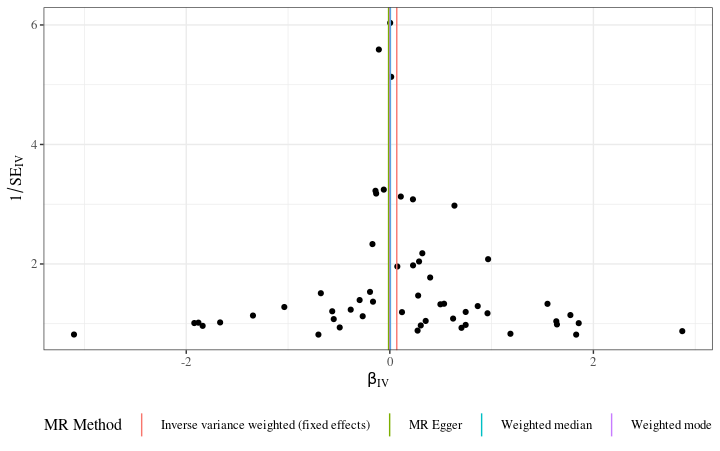 6
4
2
1/SE_IV
-2 0 2
β_IV
MR Method Inverse variance weighted (fixed effects) MR Egger Weighted median Weighted mode